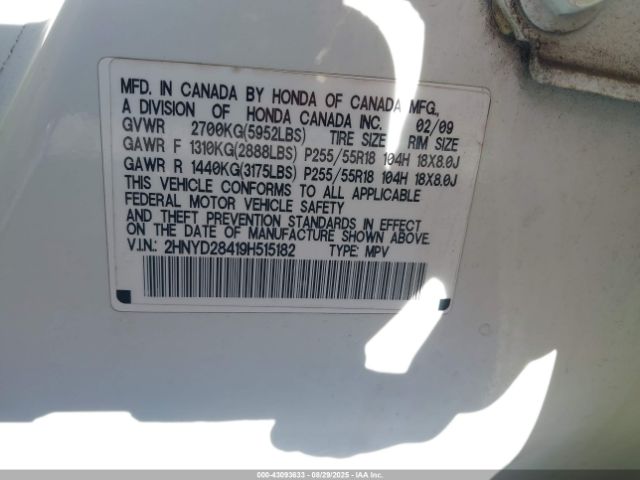 MFD. IN CANADA BY HONDA OF CANADA MFG.,
A DIVISION OF HONDA CANADA INC. 02/09
GVWR 2700KG(5952LBS) TIRE SIZE RIM SIZE
GAWR F 1310KG(2888LBS) P255/55R18 104H 18X8.0J
GAWR R 1440KG(3175LBS) P255/55R18 104H 18X8.0J
THIS VEHICLE CONFORMS TO ALL APPLICABLE
FEDERAL MOTOR VEHICLE SAFETY
AND THEFT PREVENTION STANDARDS IN EFFECT
ON THE DATE OF MANUFACTURE SHOWN ABOVE.
V.I.N.: 2HNYD28419H515182 TYPE: MPV
000-43093633 - 08/29/2025 - IAA Inc.